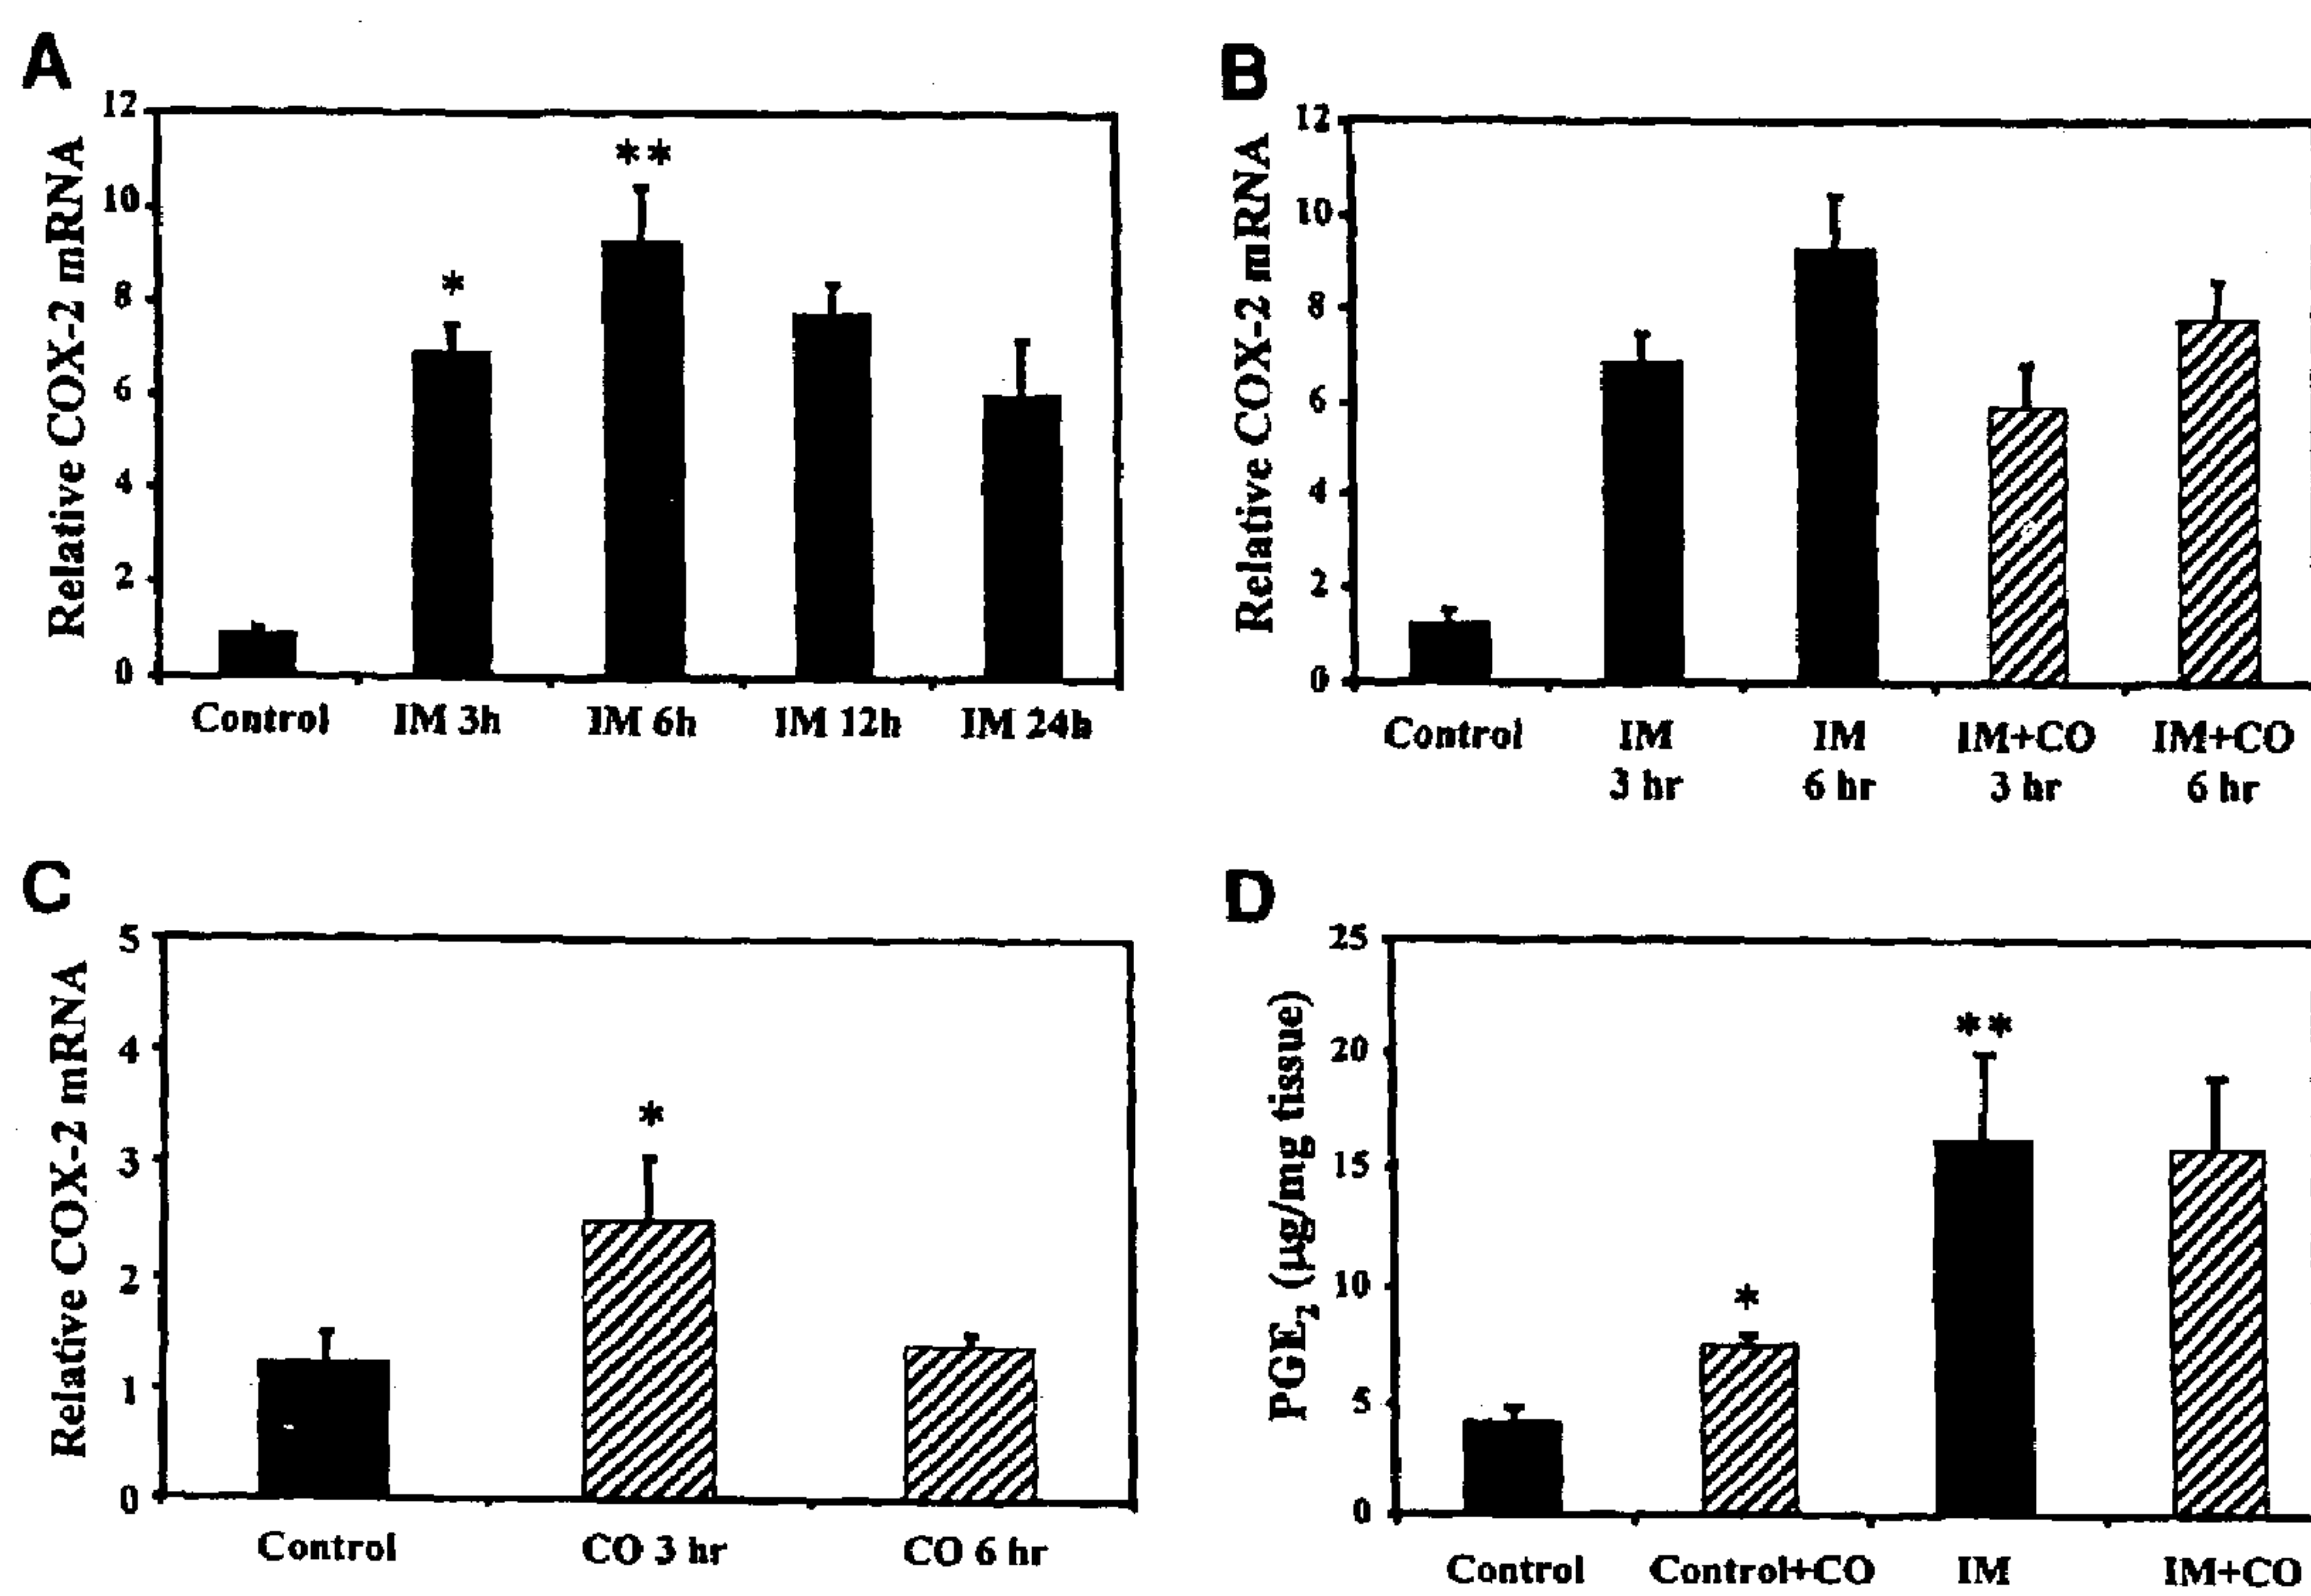 A
Relative COX-2 mRNA
12
10
8
6
4
2
0
**
*
Control IM 3h IM 6h IM 12h IM 24h
B
Relative COX-2 mRNA
12
10
8
6
4
2
0
Control IM IM IM+CO IM+CO
3 hr 6 hr 3 hr 6 hr
C
Relative COX-2 mRNA
5
4
3
2
1
0
*
Control CO 3 hr CO 6 hr
D
PGE₂ (µg/mg tissue)
25
20
15
10
5
0
**
*
Control Control+CO IM IM+CO